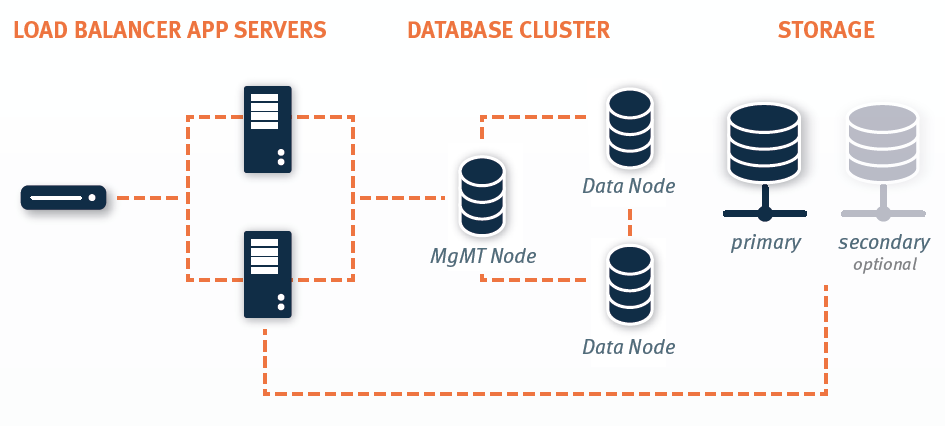 LOAD BALANCER APP SERVERS
DATABASE CLUSTER
STORAGE
Data Node
MgMT Node
Data Node
primary
secondary
optional